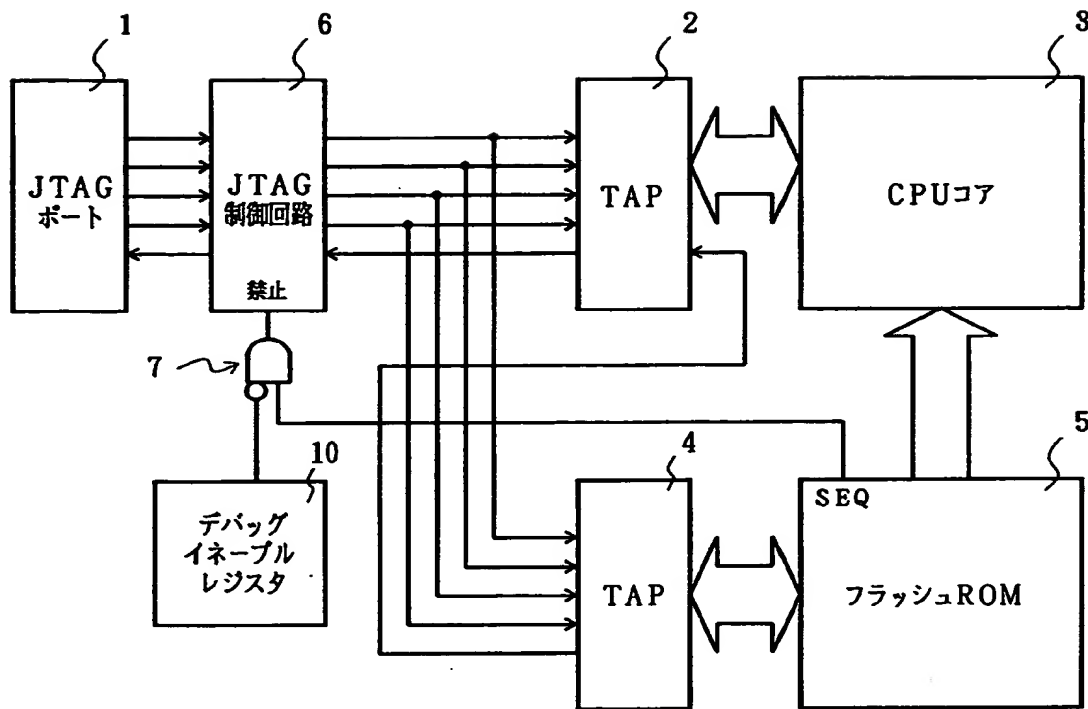 1
6
2
3
JTAG
ポート
JTAG
制御回路
禁止
TAP
CPUコア
7
10
デバッグ
イネーブル
レジスタ
4
5
TAP
SEQ
フラッシュROM